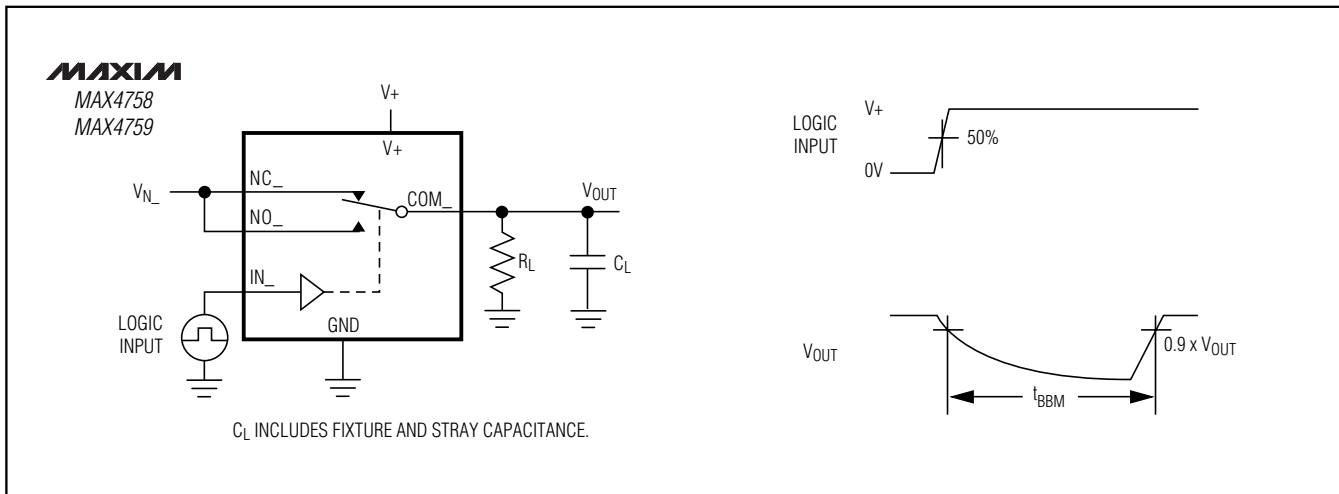 MAXIM
MAX4758
MAX4759
V+
V+
NC_
V_N_
NO_
COM_
V_OUT
R_L
C_L
IN_
GND
LOGIC
INPUT
C_L INCLUDES FIXTURE AND STRAY CAPACITANCE.
LOGIC
INPUT
V+
50%
0V
V_OUT
0.9 x V_OUT
t_BBM